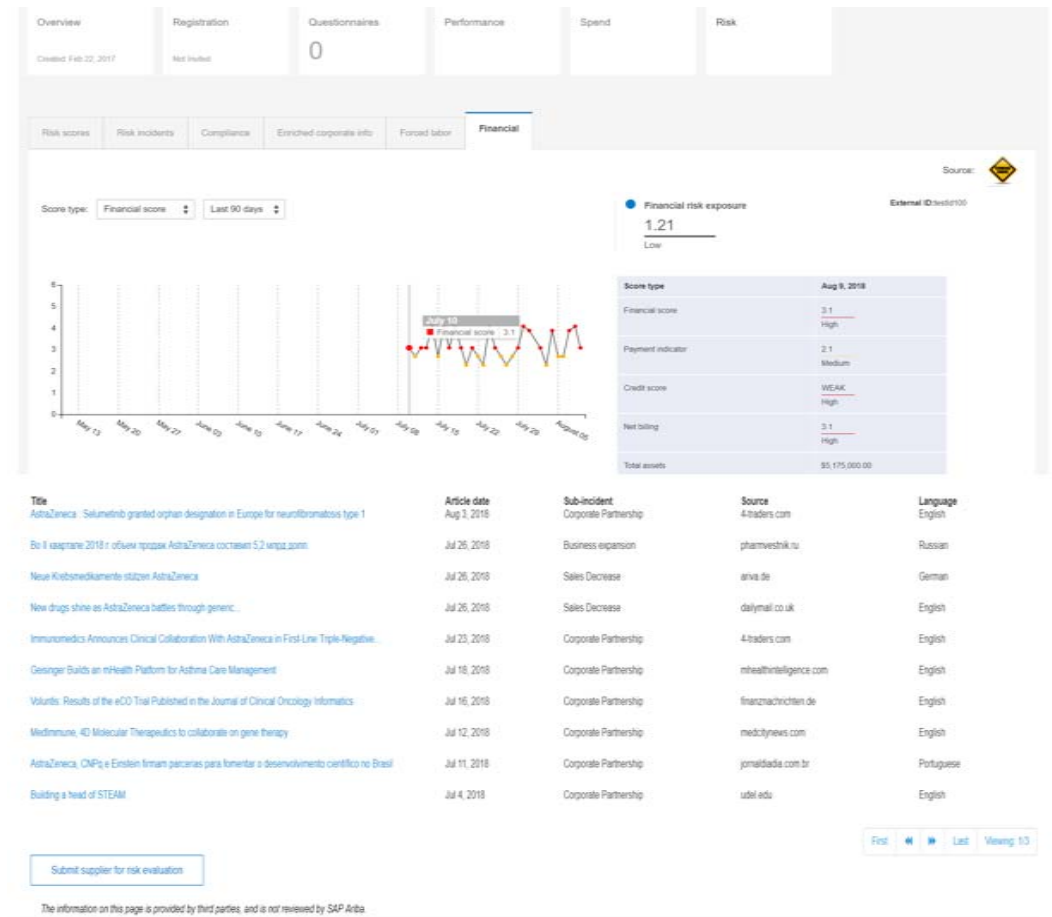 Overview Registration Questionnaires Performance Spend Risk
Created: Feb 22, 2017 Not Invited 0
Risk scores Risk incidents Compliance Enriched corporate info Forced labor Financial
Source:
Score type: Financial score Last 90 days
Financial risk exposure
1.21
Low
External ID:testid100
6
5
4
3
2
1
0
July 10
Financial score 3.1
May 13 May 20 May 27 June 03 June 10 June 17 June 24 July 01 July 08 July 15 July 22 July 29 August 05
Score type Aug 9, 2018
Financial score 3.1
High
Payment indicator 2.1
Medium
Credit score WEAK
High
Net billing 3.1
High
Total assets $5,175,000.00
Title Article date Sub-incident Source Language
AstraZeneca : Selumetinib granted orphan designation in Europe for neurofibromatosis type 1 Aug 3, 2018 Corporate Partnership 4-traders.com English
Во II квартале 2018 г. объем продаж AstraZeneca составил 5,2 млрд долл. Jul 26, 2018 Business expansion pharmvestnik.ru Russian
Neue Krebsmedikamente stützen AstraZeneca Jul 26, 2018 Sales Decrease ariva.de German
New drugs shine as AstraZeneca battles through generic... Jul 26, 2018 Sales Decrease dailymail.co.uk English
Immunomedics Announces Clinical Collaboration With AstraZeneca in First-Line Triple-Negative... Jul 23, 2018 Corporate Partnership 4-traders.com English
Geisinger Builds an mHealth Platform for Asthma Care Management Jul 18, 2018 Corporate Partnership mhealthintelligence.com English
Voluntis: Results of the eCO Trial Published in the Journal of Clinical Oncology Informatics Jul 16, 2018 Corporate Partnership finanznachrichten.de English
MedImmune, 4D Molecular Therapeutics to collaborate on gene therapy Jul 12, 2018 Corporate Partnership medcitynews.com English
AstraZeneca, CNPq e Einstein firmam parcerias para fomentar o desenvolvimento científico no Brasil Jul 11, 2018 Corporate Partnership jornaldiadia.com.br Portuguese
Building a head of STEAM Jul 4, 2018 Corporate Partnership udel.edu English
First Last Viewing: 1/3
Submit supplier for risk evaluation
The information on this page is provided by third parties, and is not reviewed by SAP Ariba.